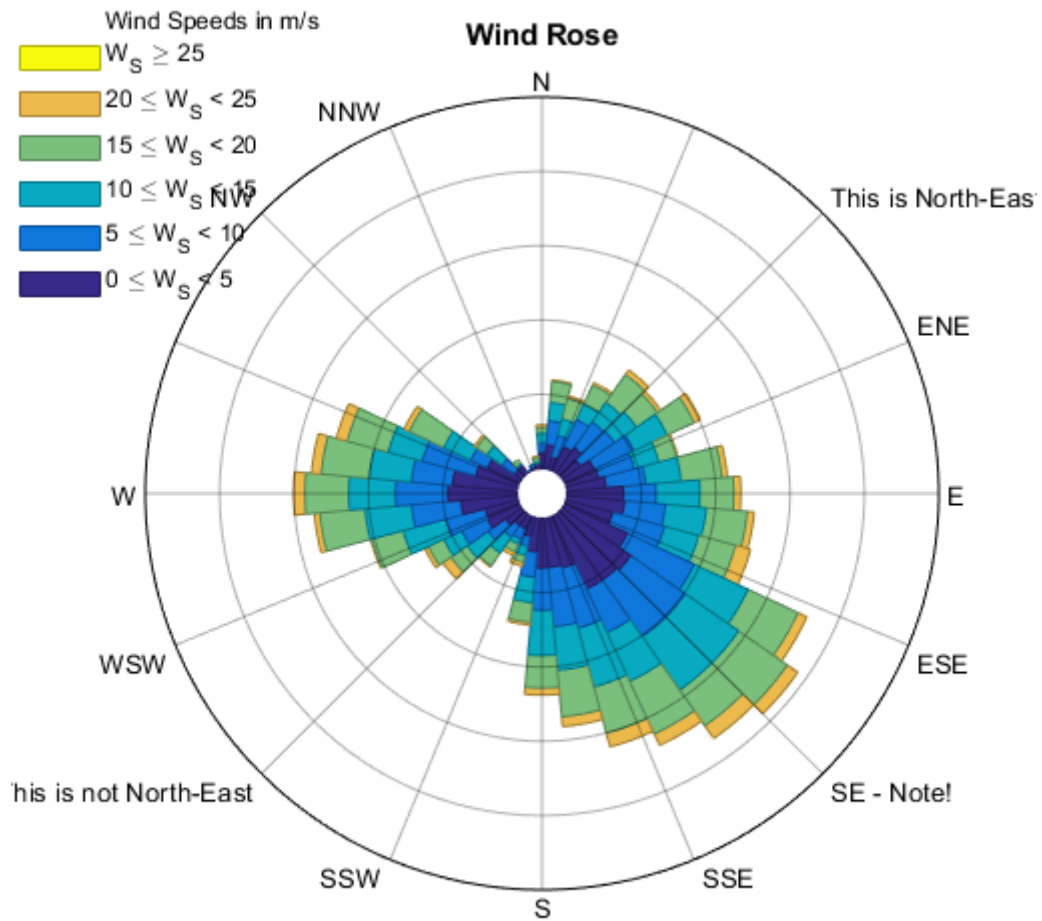 Wind Speeds in m/s
Wind Rose
W_S ≥ 25
20 ≤ W_S < 25
15 ≤ W_S < 20
10 ≤ W_S < 15
5 ≤ W_S < 10
0 ≤ W_S < 5
N
NNW
NW
This is North-East
ENE
W
E
WSW
ESE
his is not North-East
SE - Note!
SSW
SSE
S